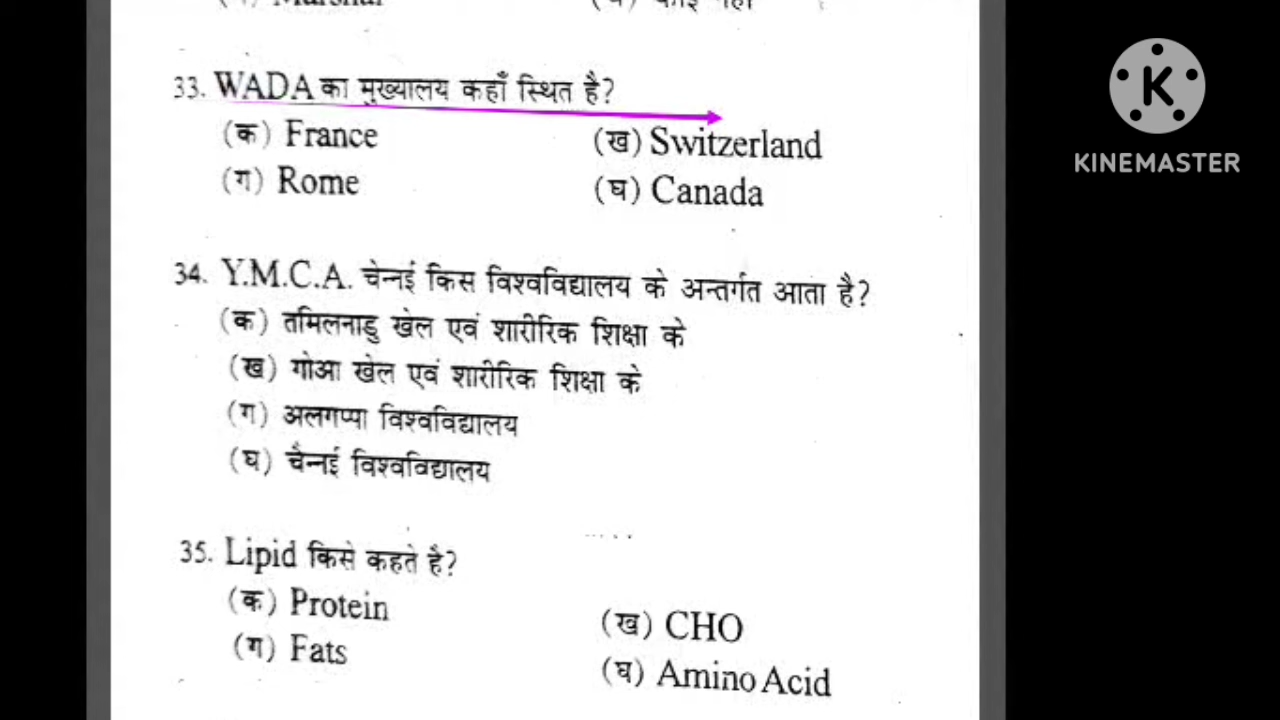 33. WADA का मुख्यालय कहाँ स्थित है?
(क) France (ख) Switzerland
(ग) Rome (घ) Canada
34. Y.M.C.A. चेन्नई किस विश्वविद्यालय के अन्तर्गत आता है?
(क) तमिलनाडु खेल एवं शारीरिक शिक्षा के
(ख) गोआ खेल एवं शारीरिक शिक्षा के
(ग) अलगप्पा विश्वविद्यालय
(घ) चैन्नई विश्वविद्यालय
35. Lipid किसे कहते है?
(क) Protein (ख) CHO
(ग) Fats (घ) Amino Acid
K
KINEMASTER